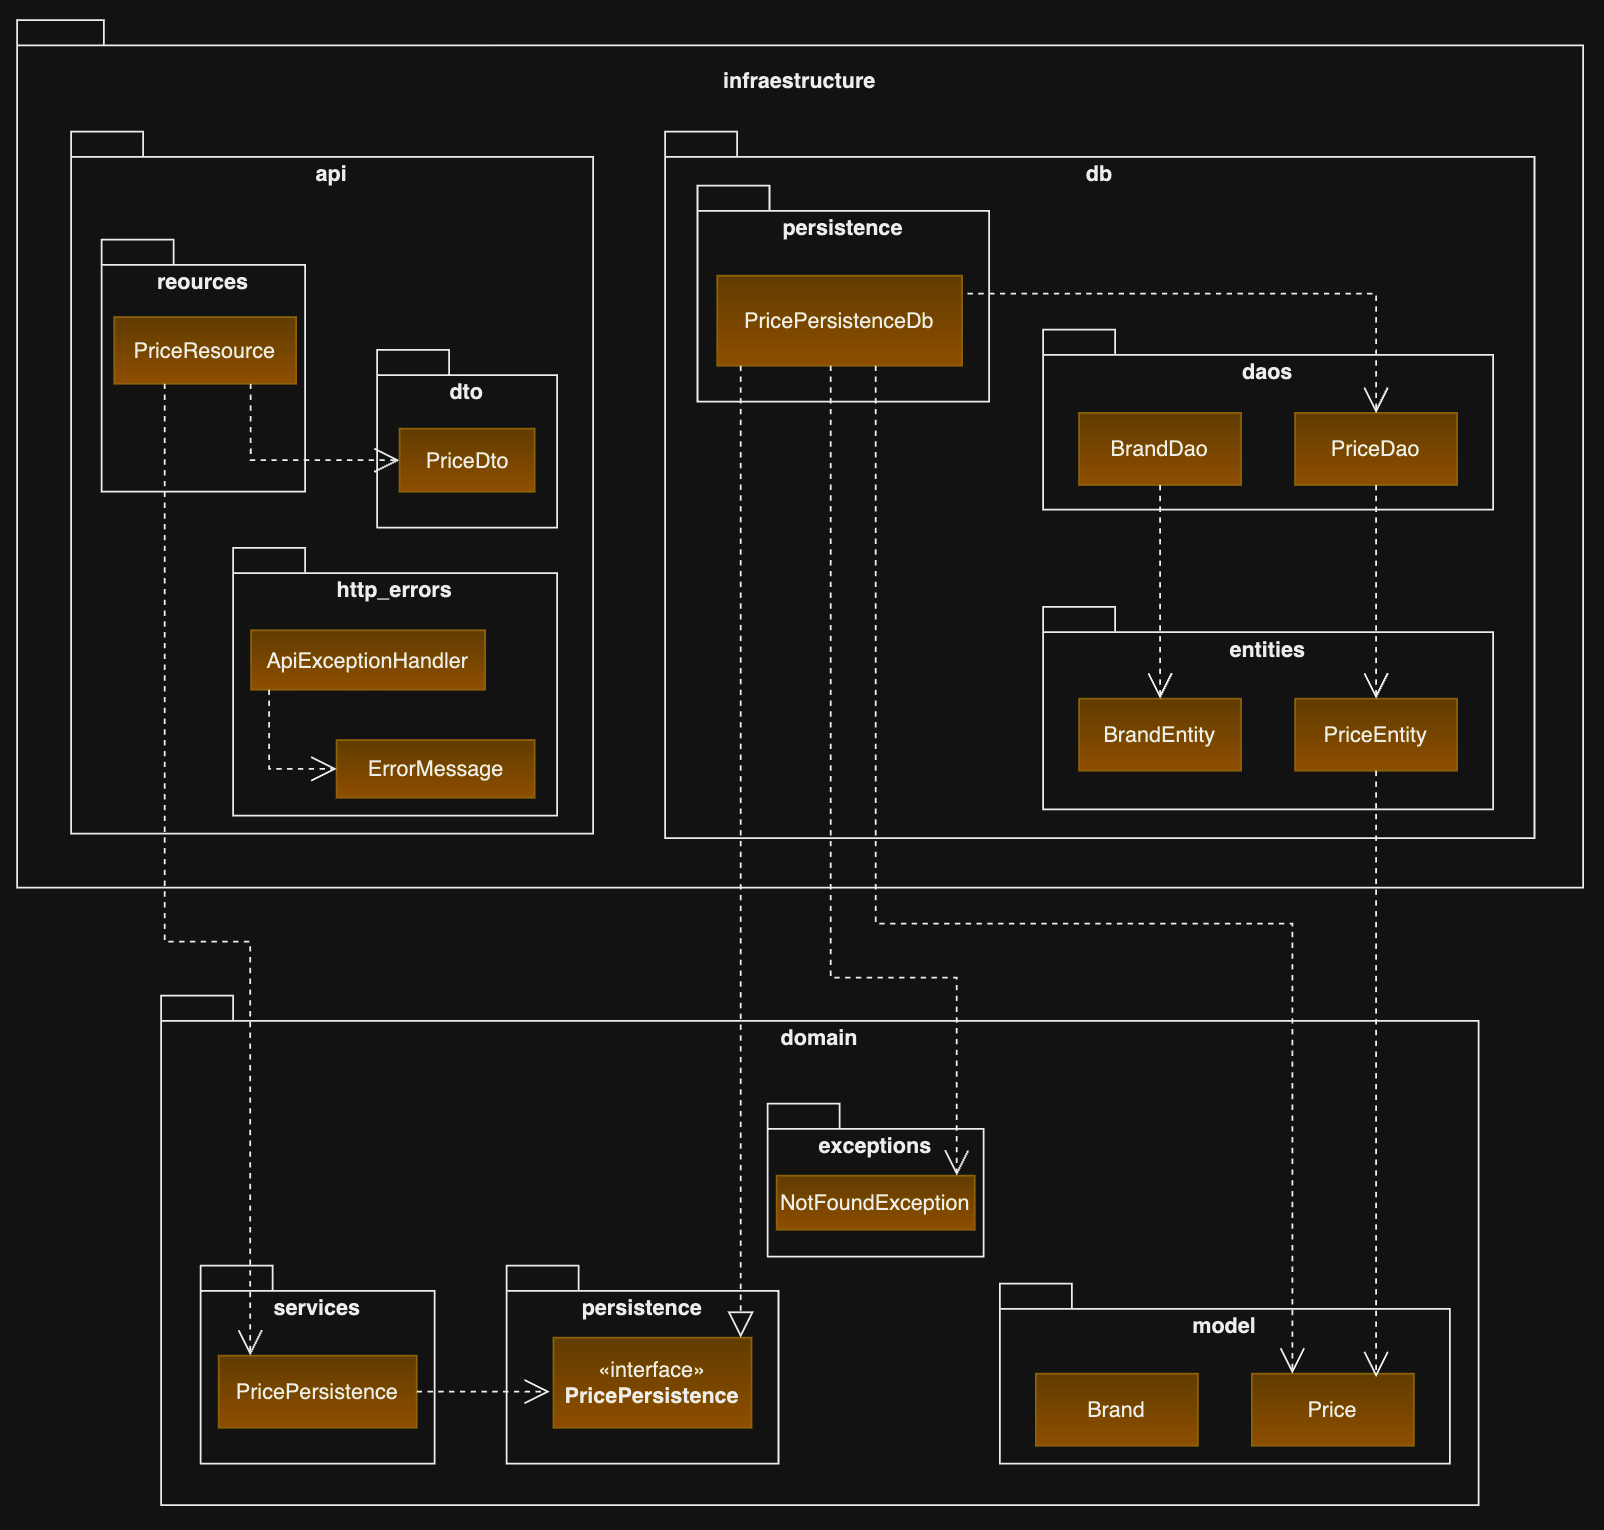 infraestructure
api
reources
PriceResource
dto
PriceDto
http_errors
ApiExceptionHandler
ErrorMessage
db
persistence
PricePersistenceDb
daos
BrandDao
PriceDao
entities
BrandEntity
PriceEntity
domain
exceptions
NotFoundException
services
PricePersistence
persistence
«interface»
PricePersistence
model
Brand
Price